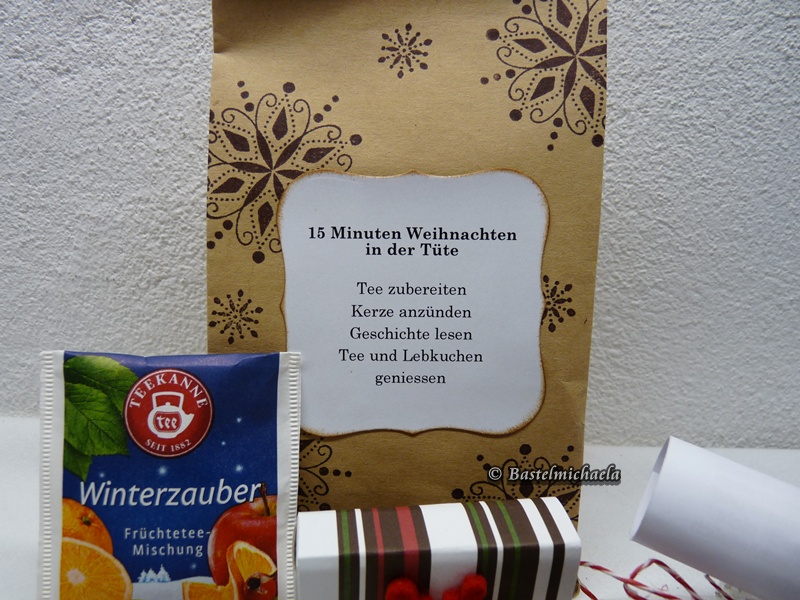 15 Minuten Weihnachten
in der Tüte
Tee zubereiten
Kerze anzünden
Geschichte lesen
Tee und Lebkuchen
geniessen
TEEKANNE
tee
SEIT 1882
Winterzauber
Früchtetee-
Mischung
© Bastelmichaela